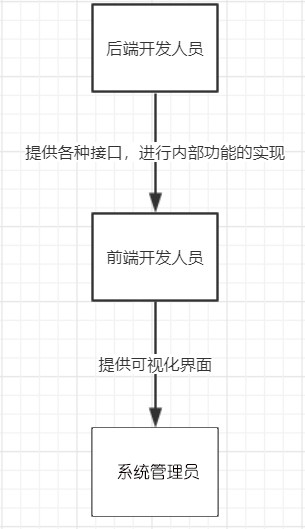 后端开发人员
提供各种接口，进行内部功能的实现
前端开发人员
提供可视化界面
系统管理员